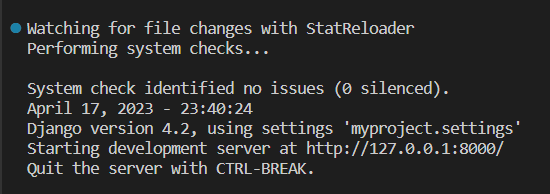 Watching for file changes with StatReloader
Performing system checks...
System check identified no issues (0 silenced).
April 17, 2023 - 23:40:24
Django version 4.2, using settings 'myproject.settings'
Starting development server at http://127.0.0.1:8000/
Quit the server with CTRL-BREAK.